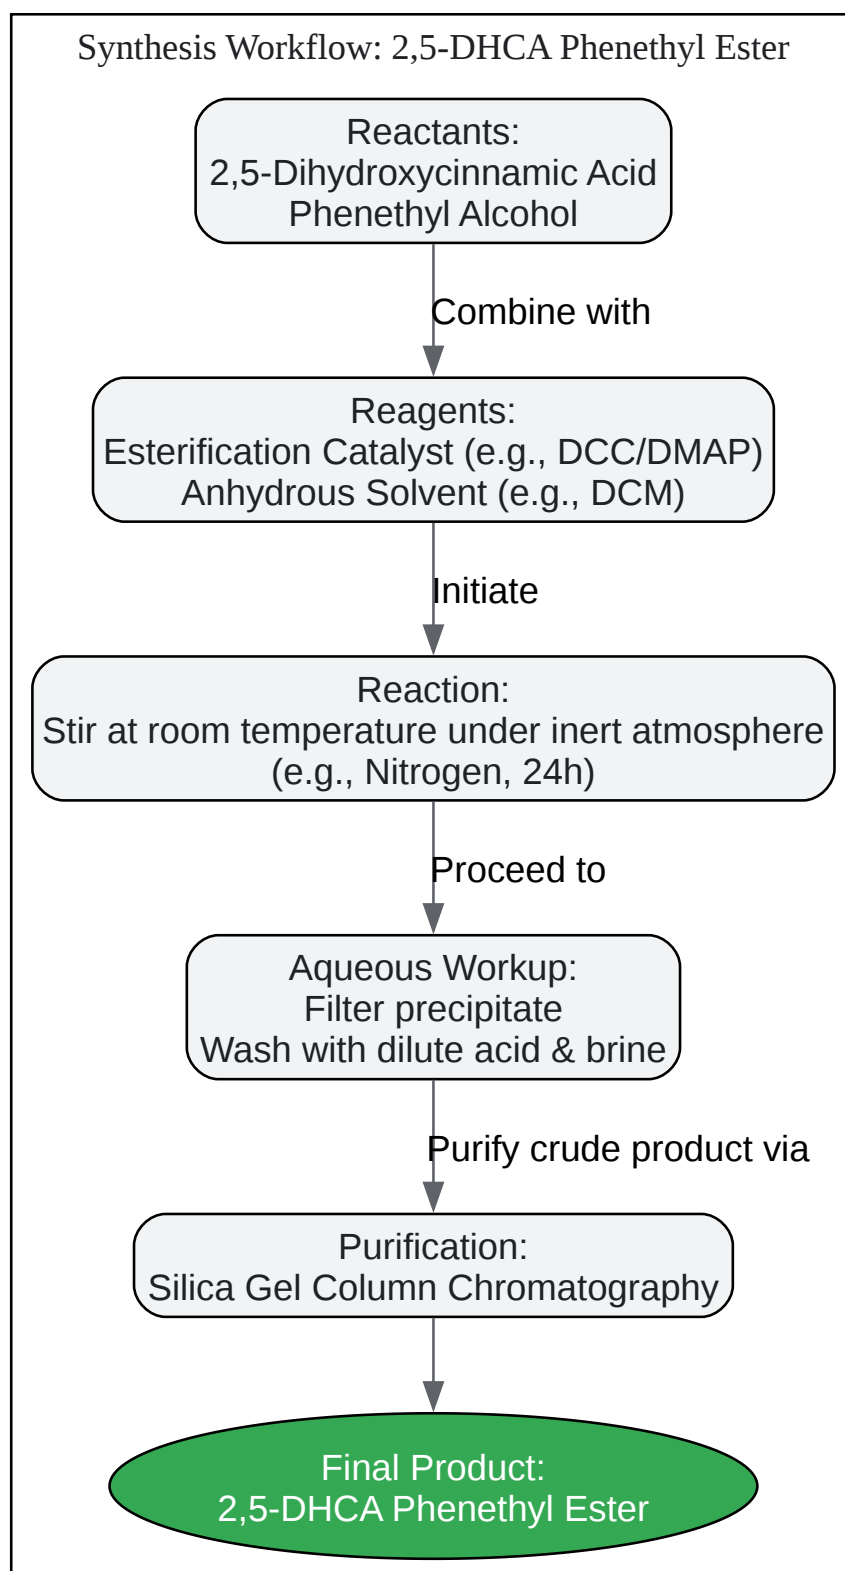 Synthesis Workflow: 2,5-DHCA Phenethyl Ester
Reactants:
2,5-Dihydroxycinnamic Acid
Phenethyl Alcohol
Combine with
Reagents:
Esterification Catalyst (e.g., DCC/DMAP)
Anhydrous Solvent (e.g., DCM)
Initiate
Reaction:
Stir at room temperature under inert atmosphere
(e.g., Nitrogen, 24h)
Proceed to
Aqueous Workup:
Filter precipitate
Wash with dilute acid & brine
Purify crude product via
Purification:
Silica Gel Column Chromatography
Final Product:
2,5-DHCA Phenethyl Ester